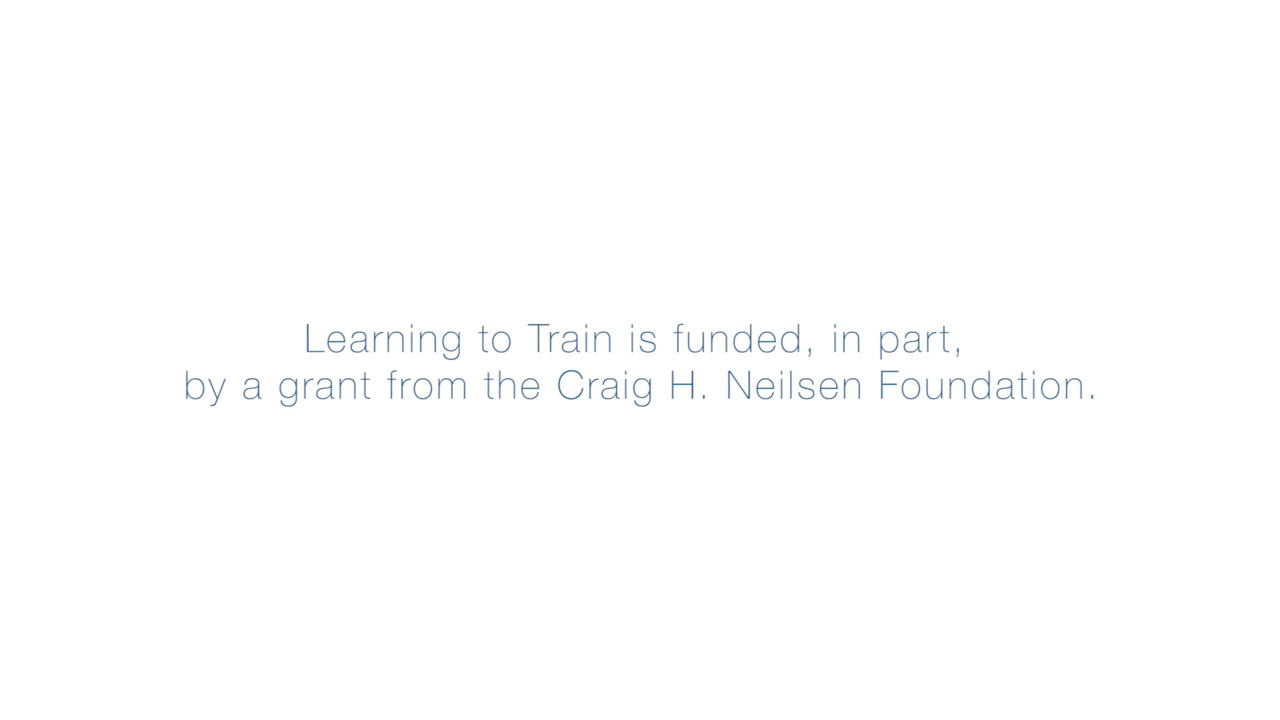 Learning to Train is funded, in part,
by a grant from the Craig H. Neilsen Foundation.